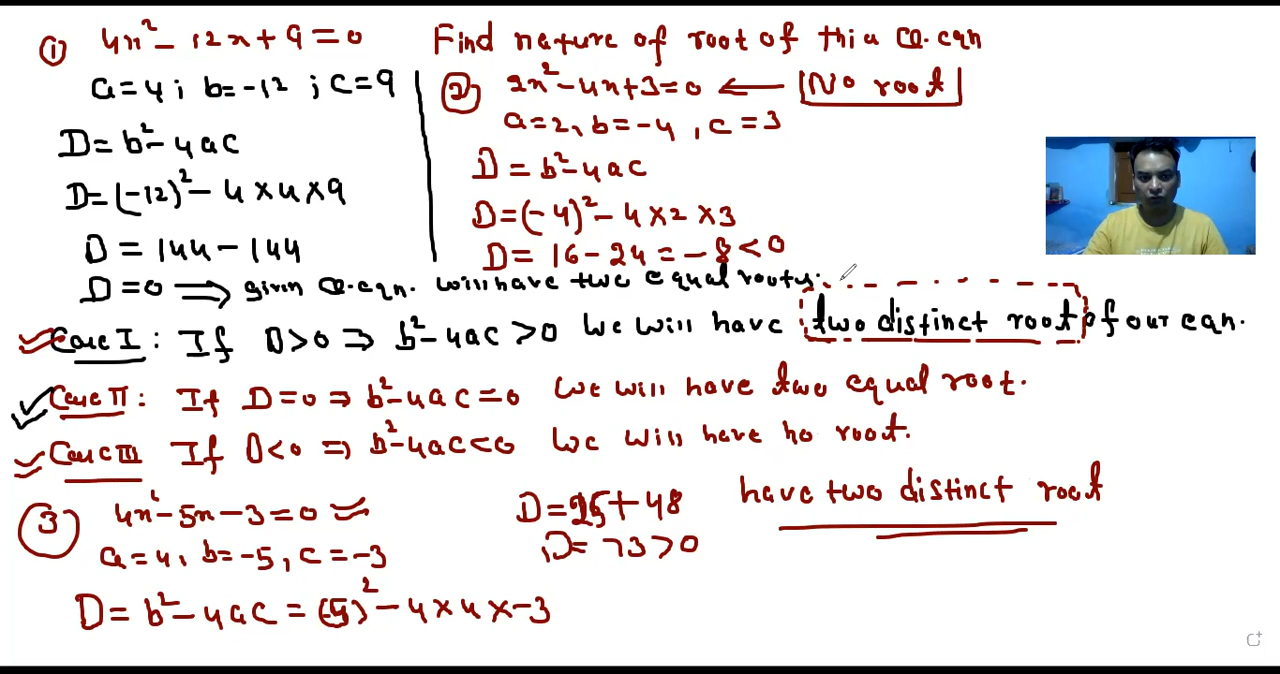 ① 4x² - 12x + 9 = 0
a = 4 ; b = -12 ; c = 9
D = b² - 4ac
D = (-12)² - 4 × 4 × 9
D = 144 - 144
D = 0 ⇒ given Q. eqn. will have two equal roots.
Find nature of root of this Q. eqn
② 2x² - 4x + 3 = 0 ← No root
a = 2, b = -4, c = 3
D = b² - 4ac
D = (-4)² - 4 × 2 × 3
D = 16 - 24 = -8 < 0
Case I : If D > 0 ⇒ b² - 4ac > 0 We will have two distinct root of our eqn.
Case II : If D = 0 ⇒ b² - 4ac = 0 We will have two equal root.
Case III If D < 0 ⇒ b² - 4ac < 0 We will have no root.
③ 4x² - 5x - 3 = 0
a = 4, b = -5, c = -3
D = b² - 4ac = (-5)² - 4 × 4 × -3
D = 25 + 48
D = 73 > 0
have two distinct root